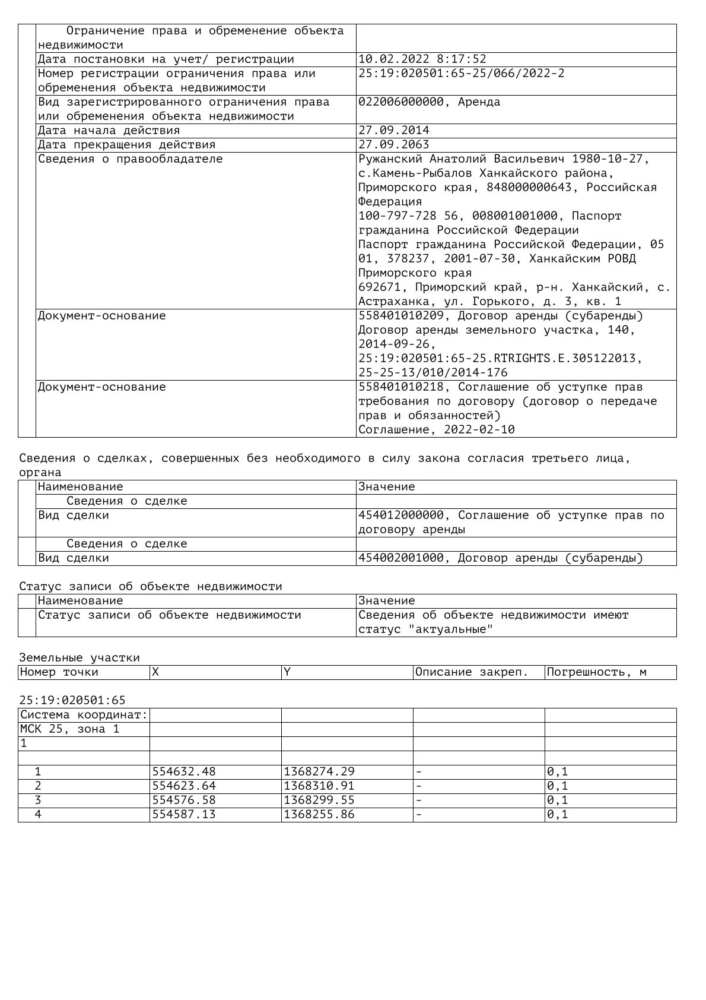 Ограничение права и обременение объекта
недвижимости
Дата постановки на учет/ регистрации 10.02.2022 8:17:52
Номер регистрации ограничения права или 25:19:020501:65-25/066/2022-2
обременения объекта недвижимости
Вид зарегистрированного ограничения права 022006000000, Аренда
или обременения объекта недвижимости
Дата начала действия 27.09.2014
Дата прекращения действия 27.09.2063
Сведения о правообладателе Ружанский Анатолий Васильевич 1980-10-27,
с.Камень-Рыбалов Ханкайского района,
Приморского края, 848000000643, Российская
Федерация
100-797-728 56, 008001001000, Паспорт
гражданина Российской Федерации
Паспорт гражданина Российской Федерации, 05
01, 378237, 2001-07-30, Ханкайским РОВД
Приморского края
692671, Приморский край, р-н. Ханкайский, с.
Астраханка, ул. Горького, д. 3, кв. 1
Документ-основание 558401010209, Договор аренды (субаренды)
Договор аренды земельного участка, 140,
2014-09-26,
25:19:020501:65-25.RTRIGHTS.E.305122013,
25-25-13/010/2014-176
Документ-основание 558401010218, Соглашение об уступке прав
требования по договору (договор о передаче
прав и обязанностей)
Соглашение, 2022-02-10
Сведения о сделках, совершенных без необходимого в силу закона согласия третьего лица,
органа
Наименование Значение
Сведения о сделке
Вид сделки 454012000000, Соглашение об уступке прав по
договору аренды
Сведения о сделке
Вид сделки 454002001000, Договор аренды (субаренды)
Статус записи об объекте недвижимости
Наименование Значение
Статус записи об объекте недвижимости Сведения об объекте недвижимости имеют
статус "актуальные"
Земельные участки
Номер точки X Y Описание закреп. Погрешность, м
25:19:020501:65
Система координат:
МСК 25, зона 1
1
1 554632.48 1368274.29 - 0,1
2 554623.64 1368310.91 - 0,1
3 554576.58 1368299.55 - 0,1
4 554587.13 1368255.86 - 0,1